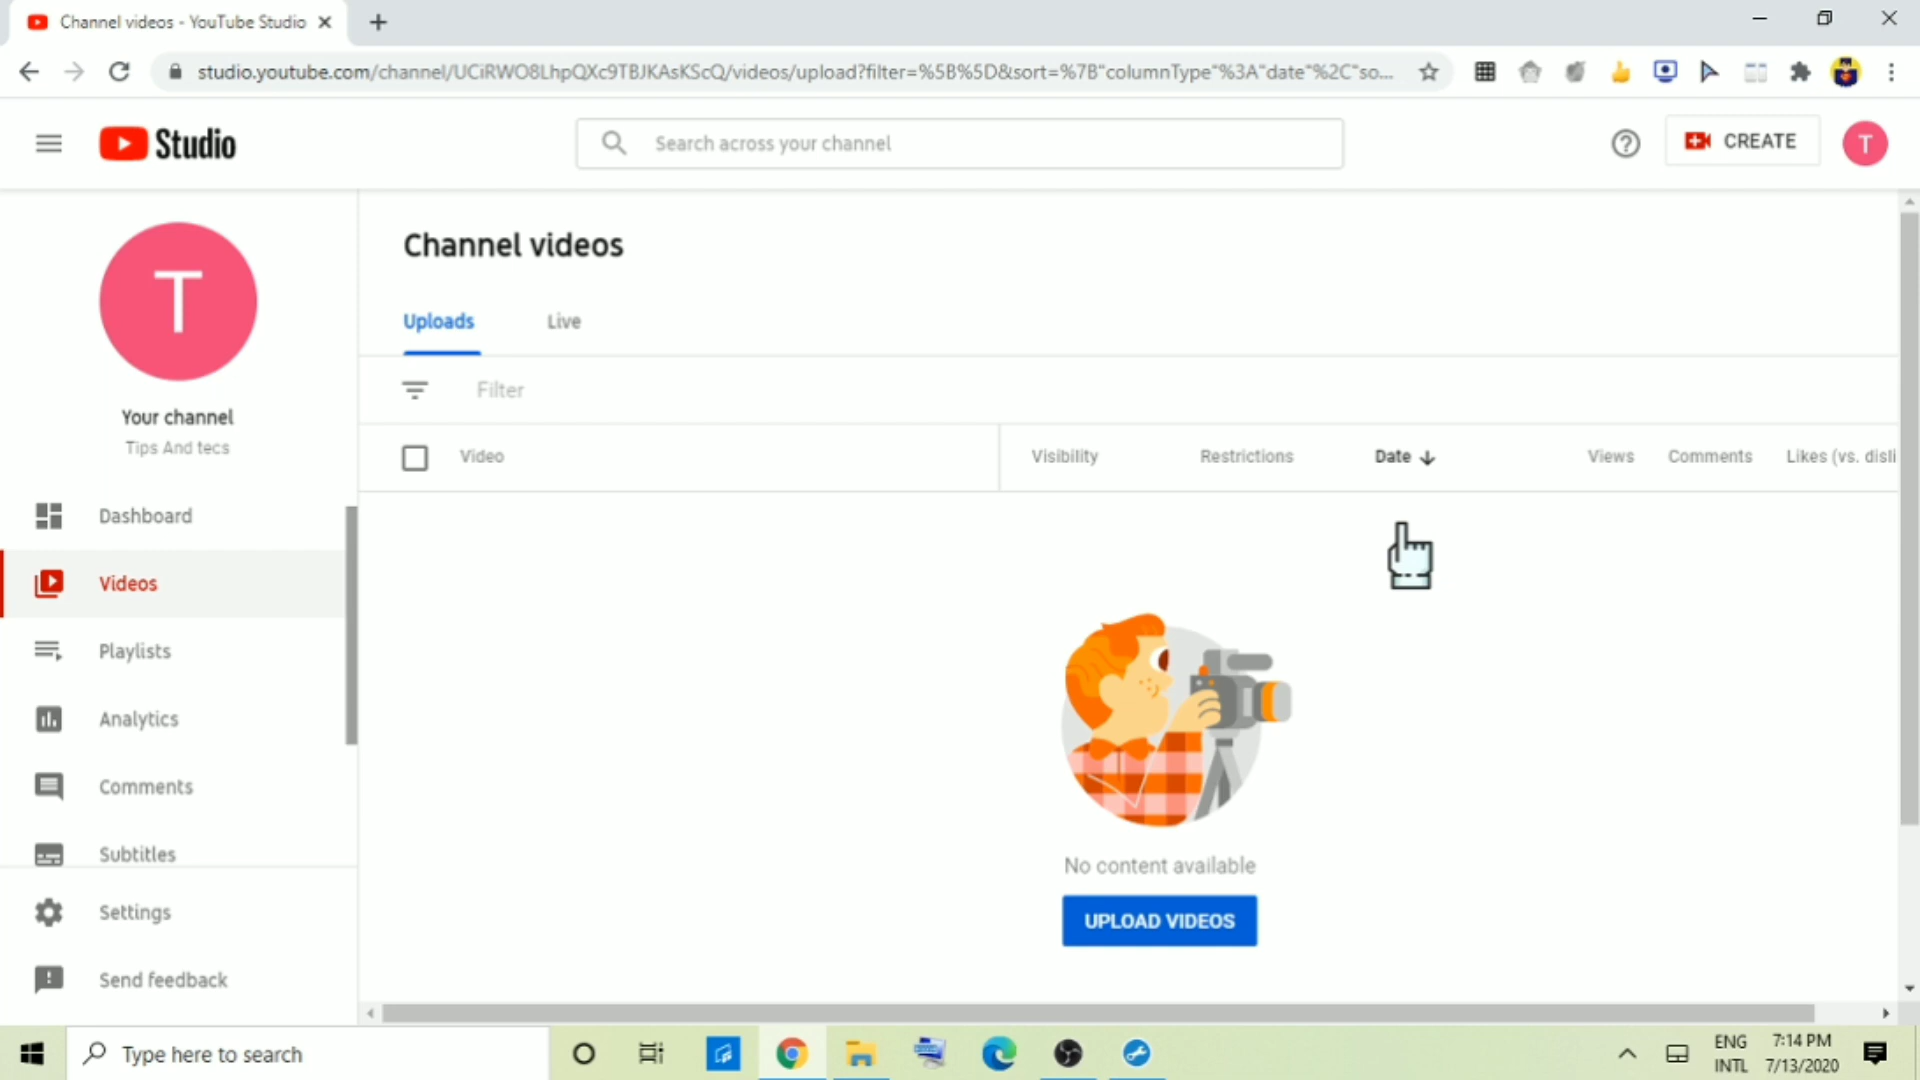 Channel videos - YouTube Studio
studio.youtube.com/channel/UCiRWO8LhpQXc9TBJKAsKScQ/videos/upload?filter=%5B%5D&sort=%7B"columnType"%3A"date"%2C"so...
Studio
Search across your channel
CREATE
T
T
Your channel
Tips And tecs
Dashboard
Videos
Playlists
Analytics
Comments
Subtitles
Settings
Send feedback
Channel videos
Uploads Live
Filter
Video Visibility Restrictions Date Views Comments Likes (vs. disli
No content available
UPLOAD VIDEOS
Type here to search
ENG
INTL
7:14 PM
7/13/2020